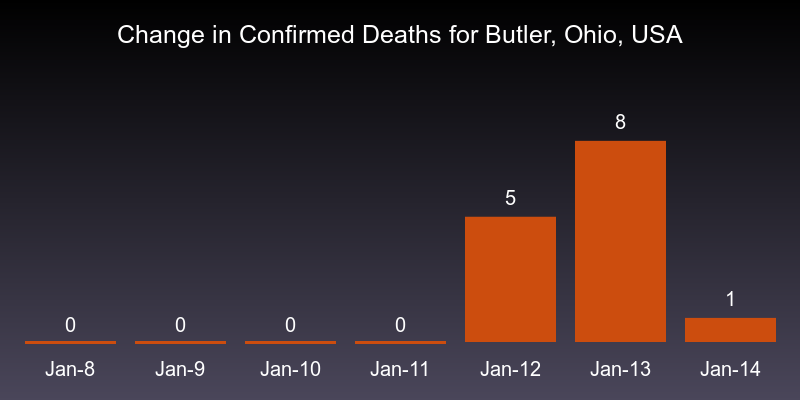 Change in Confirmed Deaths for Butler, Ohio, USA
8
5
1
0 0 0 0
Jan-8 Jan-9 Jan-10 Jan-11 Jan-12 Jan-13 Jan-14